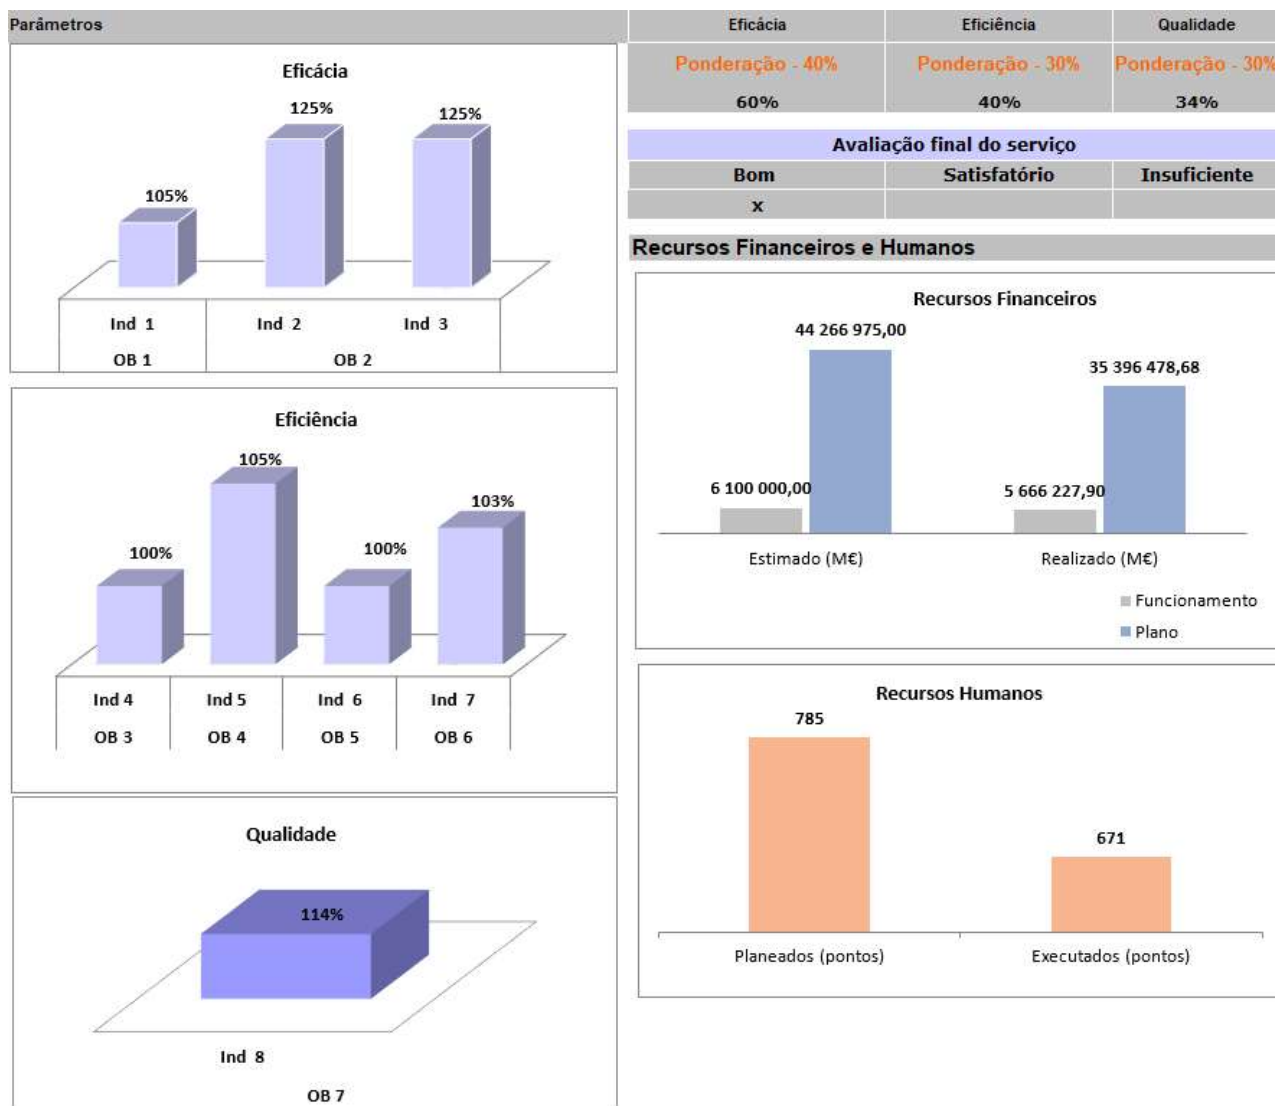 Parâmetros
Eficácia
Eficiência
Qualidade
Ponderação - 40%
Ponderação - 30%
Ponderação - 30%
60%
40%
34%
Avaliação final do serviço
Bom
Satisfatório
Insuficiente
x
Recursos Financeiros e Humanos
Eficácia
105%
125%
125%
Ind 1
Ind 2
Ind 3
OB 1
OB 2
Eficiência
100%
105%
100%
103%
Ind 4
Ind 5
Ind 6
Ind 7
OB 3
OB 4
OB 5
OB 6
Qualidade
114%
Ind 8
OB 7
Recursos Financeiros
44 266 975,00
35 396 478,68
6 100 000,00
5 666 227,90
Estimado (M€)
Realizado (M€)
Funcionamento
Plano
Recursos Humanos
785
671
Planeados (pontos)
Executados (pontos)